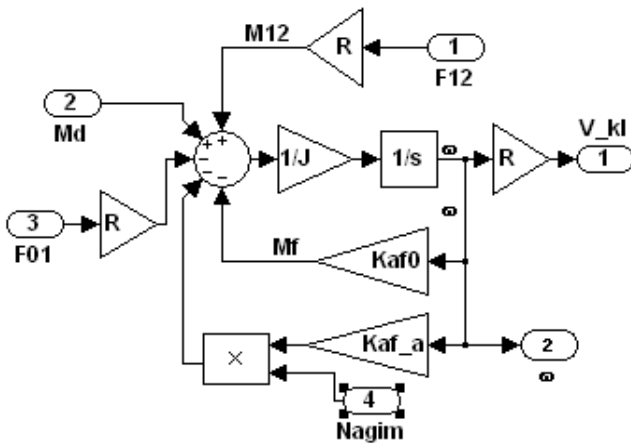 M12
R
1
F12
2
Md
+
+
−
−
−
1/J
1/s
ω
R
V_kl
1
3
F01
R
ω
Mf
Kaf0
×
Kaf_a
2
ω
4
Nagim